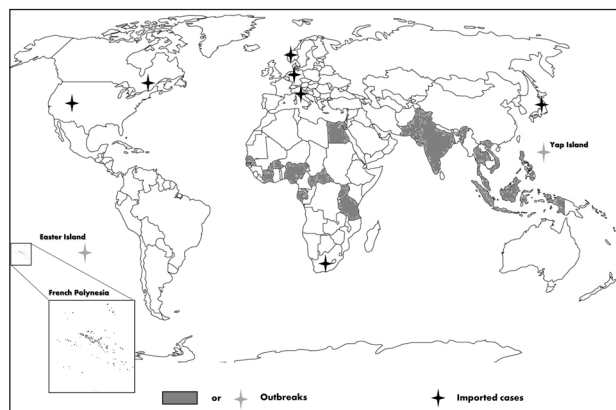 Yap Island
Easter Island
French Polynesia
or Outbreaks Imported cases